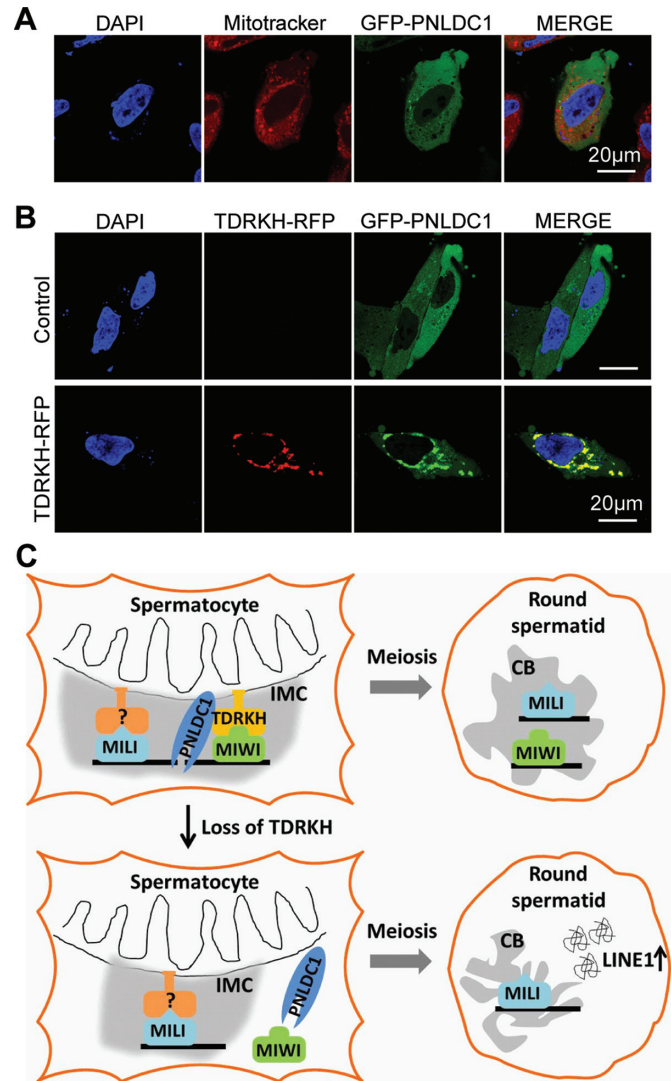 A
DAPI Mitotracker GFP-PNLDC1 MERGE
20µm
B
DAPI TDRKH-RFP GFP-PNLDC1 MERGE
Control
TDRKH-RFP
20µm
C
Spermatocyte
IMC
?
MILI
PNLDC1
TDRKH
MIWI
Meiosis
Round
spermatid
CB
MILI
MIWI
Loss of TDRKH
Spermatocyte
IMC
?
MILI
PNLDC1
MIWI
Meiosis
Round
spermatid
CB
LINE1
MILI